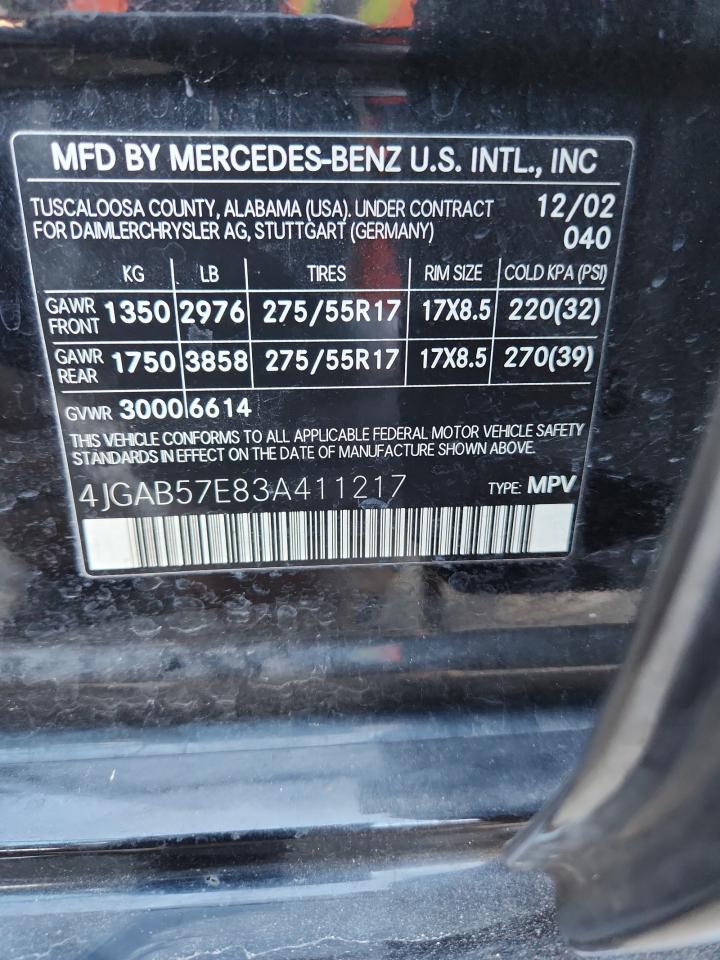 MFD BY MERCEDES-BENZ U.S. INTL., INC
TUSCALOOSA COUNTY, ALABAMA (USA). UNDER CONTRACT 12/02
FOR DAIMLERCHRYSLER AG, STUTTGART (GERMANY) 040
KG LB TIRES RIM SIZE COLD KPA (PSI)
GAWR FRONT 1350 2976 275/55R17 17X8.5 220(32)
GAWR REAR 1750 3858 275/55R17 17X8.5 270(39)
GVWR 3000 6614
THIS VEHICLE CONFORMS TO ALL APPLICABLE FEDERAL MOTOR VEHICLE SAFETY
STANDARDS IN EFFECT ON THE DATE OF MANUFACTURE SHOWN ABOVE.
4JGAB57E83A411217 TYPE: MPV